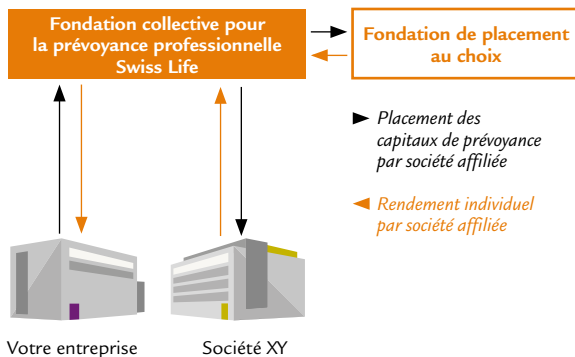 Fondation collective pour
la prévoyance professionnelle
Swiss Life
Fondation de placement
au choix
Placement des
capitaux de prévoyance
par société affiliée
Rendement individuel
par société affiliée
Votre entreprise
Société XY